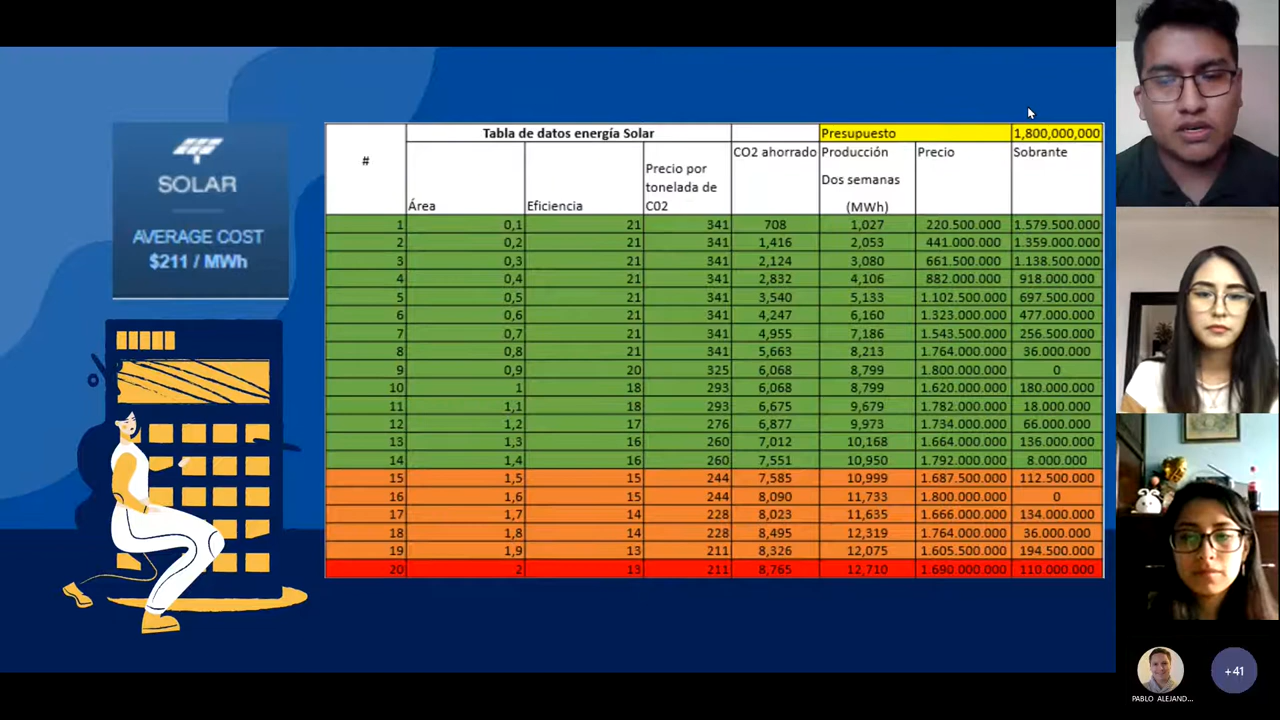 SOLAR
AVERAGE COST
$211 / MWh
Tabla de datos energía Solar Presupuesto 1,800,000,000
# Área Eficiencia Precio por tonelada de C02 CO2 ahorrado Producción Dos semanas (MWh) Precio Sobrante
1 0,1 21 341 708 1,027 220.500.000 1.579.500.000
2 0,2 21 341 1,416 2,053 441.000.000 1.359.000.000
3 0,3 21 341 2,124 3,080 661.500.000 1.138.500.000
4 0,4 21 341 2,832 4,106 882.000.000 918.000.000
5 0,5 21 341 3,540 5,133 1.102.500.000 697.500.000
6 0,6 21 341 4,247 6,160 1.323.000.000 477.000.000
7 0,7 21 341 4,955 7,186 1.543.500.000 256.500.000
8 0,8 21 341 5,663 8,213 1.764.000.000 36.000.000
9 0,9 20 325 6,068 8,799 1.800.000.000 0
10 1 18 293 6,068 8,799 1.620.000.000 180.000.000
11 1,1 18 293 6,675 9,679 1.782.000.000 18.000.000
12 1,2 17 276 6,877 9,973 1.734.000.000 66.000.000
13 1,3 16 260 7,012 10,168 1.664.000.000 136.000.000
14 1,4 16 260 7,551 10,950 1.792.000.000 8.000.000
15 1,5 15 244 7,585 10,999 1.687.500.000 112.500.000
16 1,6 15 244 8,090 11,733 1.800.000.000 0
17 1,7 14 228 8,023 11,635 1.666.000.000 134.000.000
18 1,8 14 228 8,495 12,319 1.764.000.000 36.000.000
19 1,9 13 211 8,326 12,075 1.605.500.000 194.500.000
20 2 13 211 8,765 12,710 1.690.000.000 110.000.000
PABLO ALEJAND...
+41